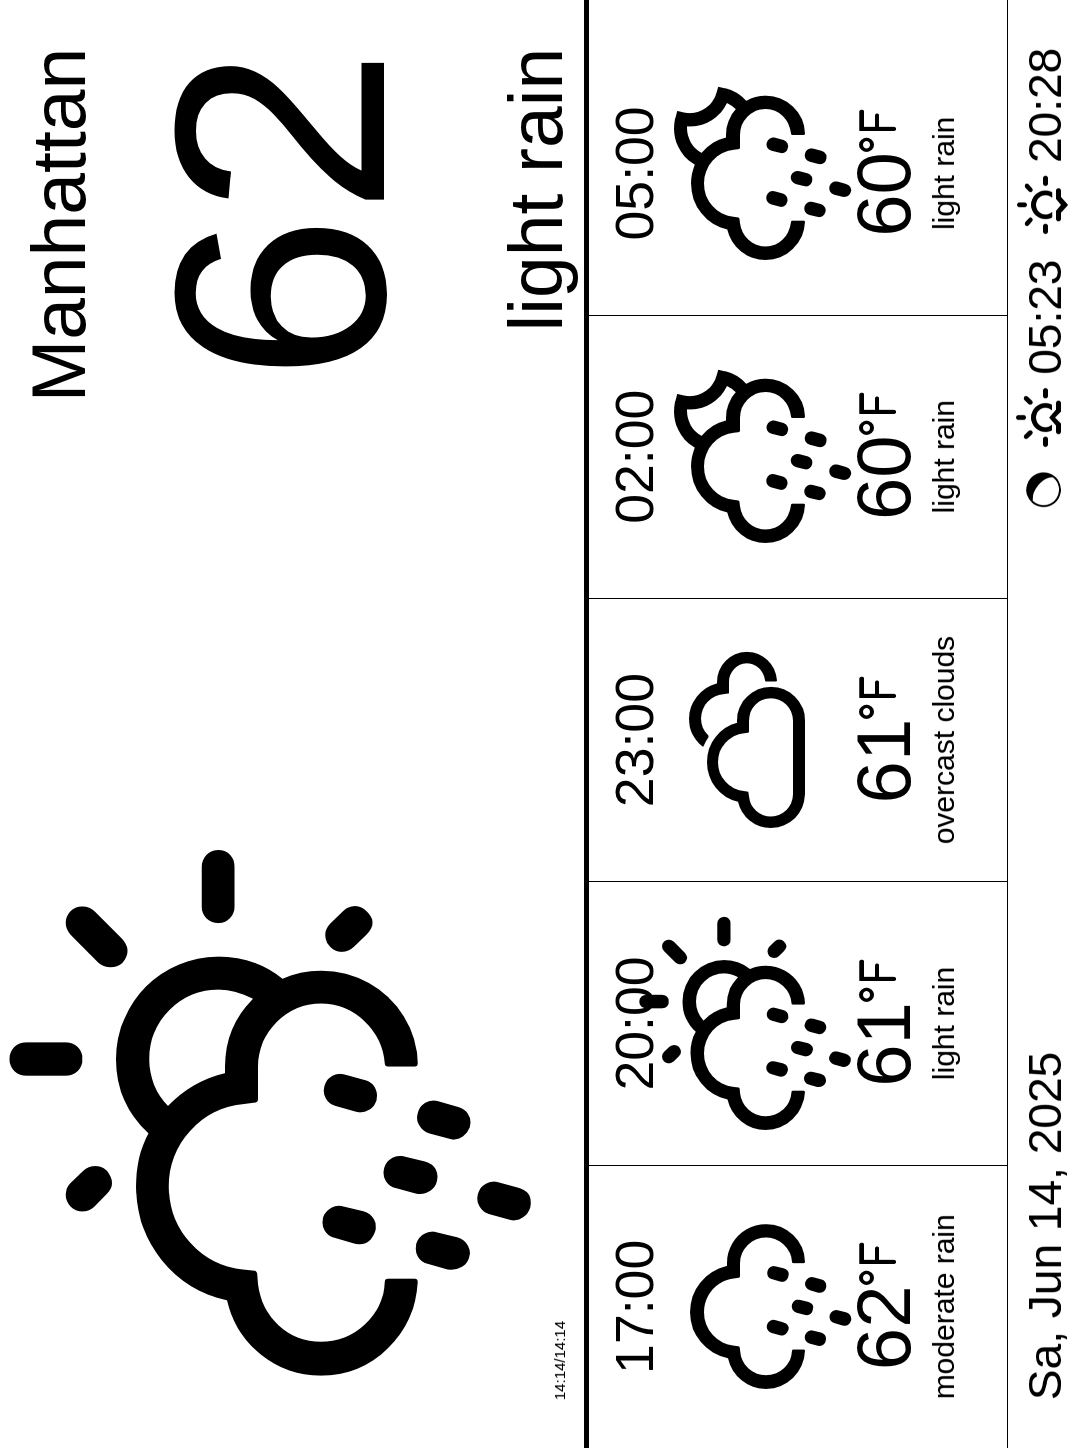 Manhattan
62
light rain
14:14/14:14
17:00
62°F
moderate rain
20:00
61°F
light rain
23:00
61°F
overcast clouds
02:00
60°F
light rain
05:00
60°F
light rain
Sa, Jun 14, 2025
05:23
20:28